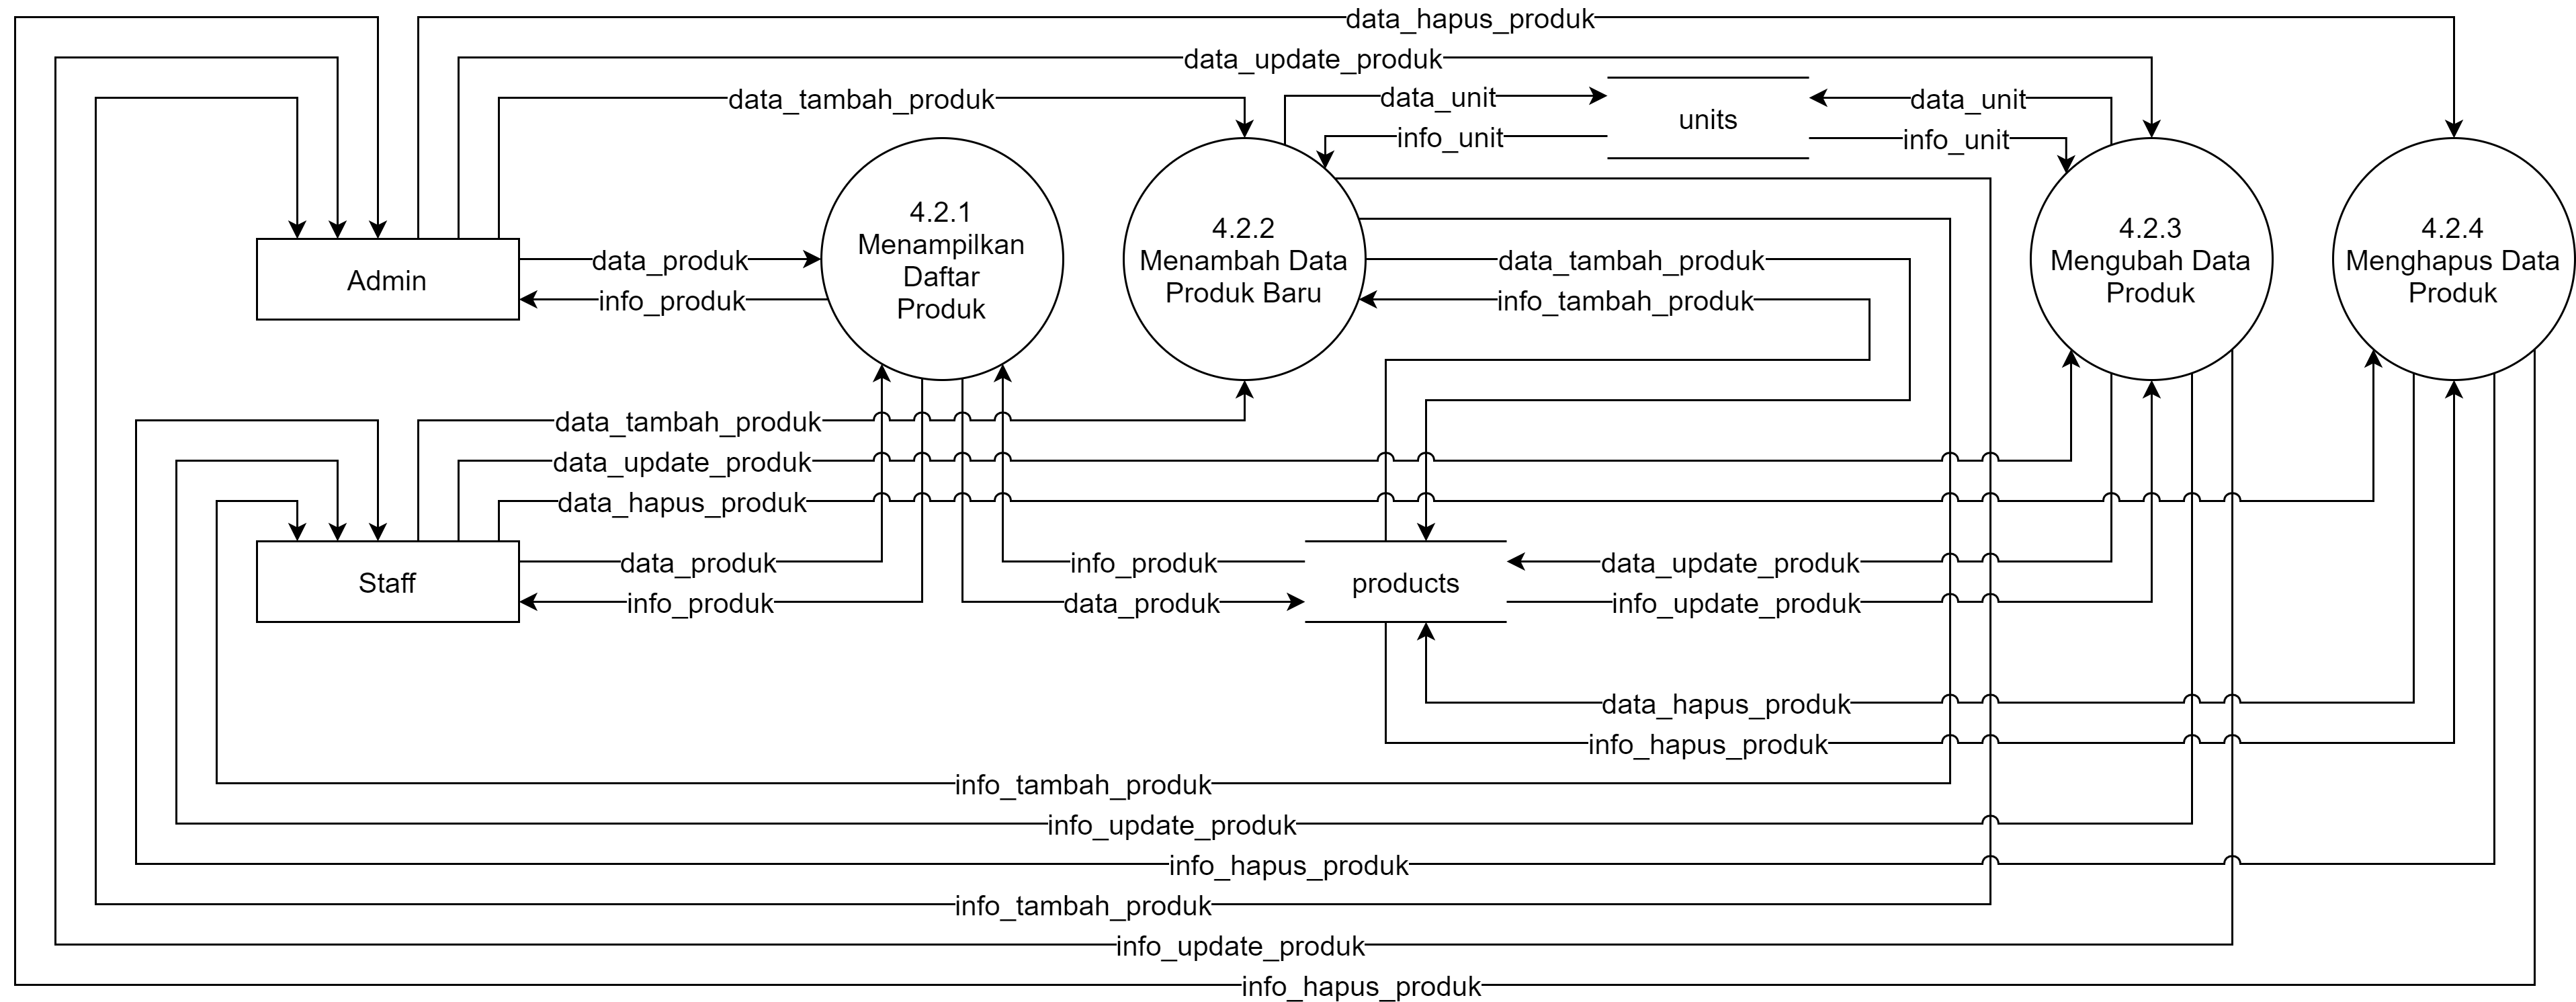 data_hapus_produk
data_update_produk
data_tambah_produk
data_unit
data_unit
units
info_unit
info_unit
4.2.1
Menampilkan
Daftar
Produk
4.2.2
Menambah Data
Produk Baru
4.2.3
Mengubah Data
Produk
4.2.4
Menghapus Data
Produk
Admin
data_produk
info_produk
data_tambah_produk
info_tambah_produk
data_tambah_produk
data_update_produk
data_hapus_produk
Staff
data_produk
info_produk
info_produk
data_produk
products
data_update_produk
info_update_produk
data_hapus_produk
info_hapus_produk
info_tambah_produk
info_update_produk
info_hapus_produk
info_tambah_produk
info_update_produk
info_hapus_produk